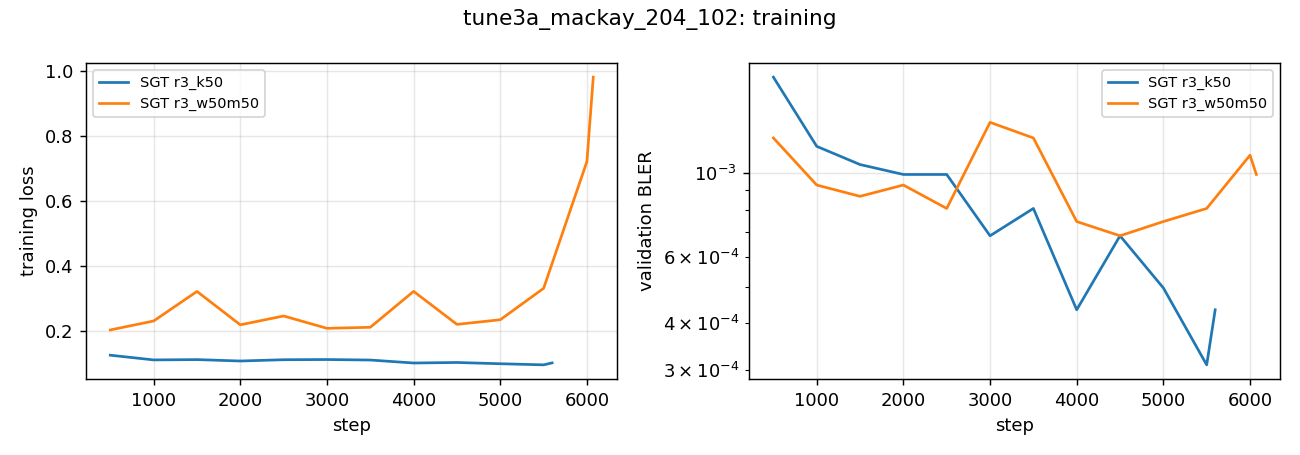 tune3a_mackay_204_102: training
SGT r3_k50
SGT r3_w50m50
1.0
0.8
0.6
0.4
0.2
training loss
1000 2000 3000 4000 5000 6000
step
SGT r3_k50
SGT r3_w50m50
10⁻³
6 × 10⁻⁴
4 × 10⁻⁴
3 × 10⁻⁴
validation BLER
1000 2000 3000 4000 5000 6000
step